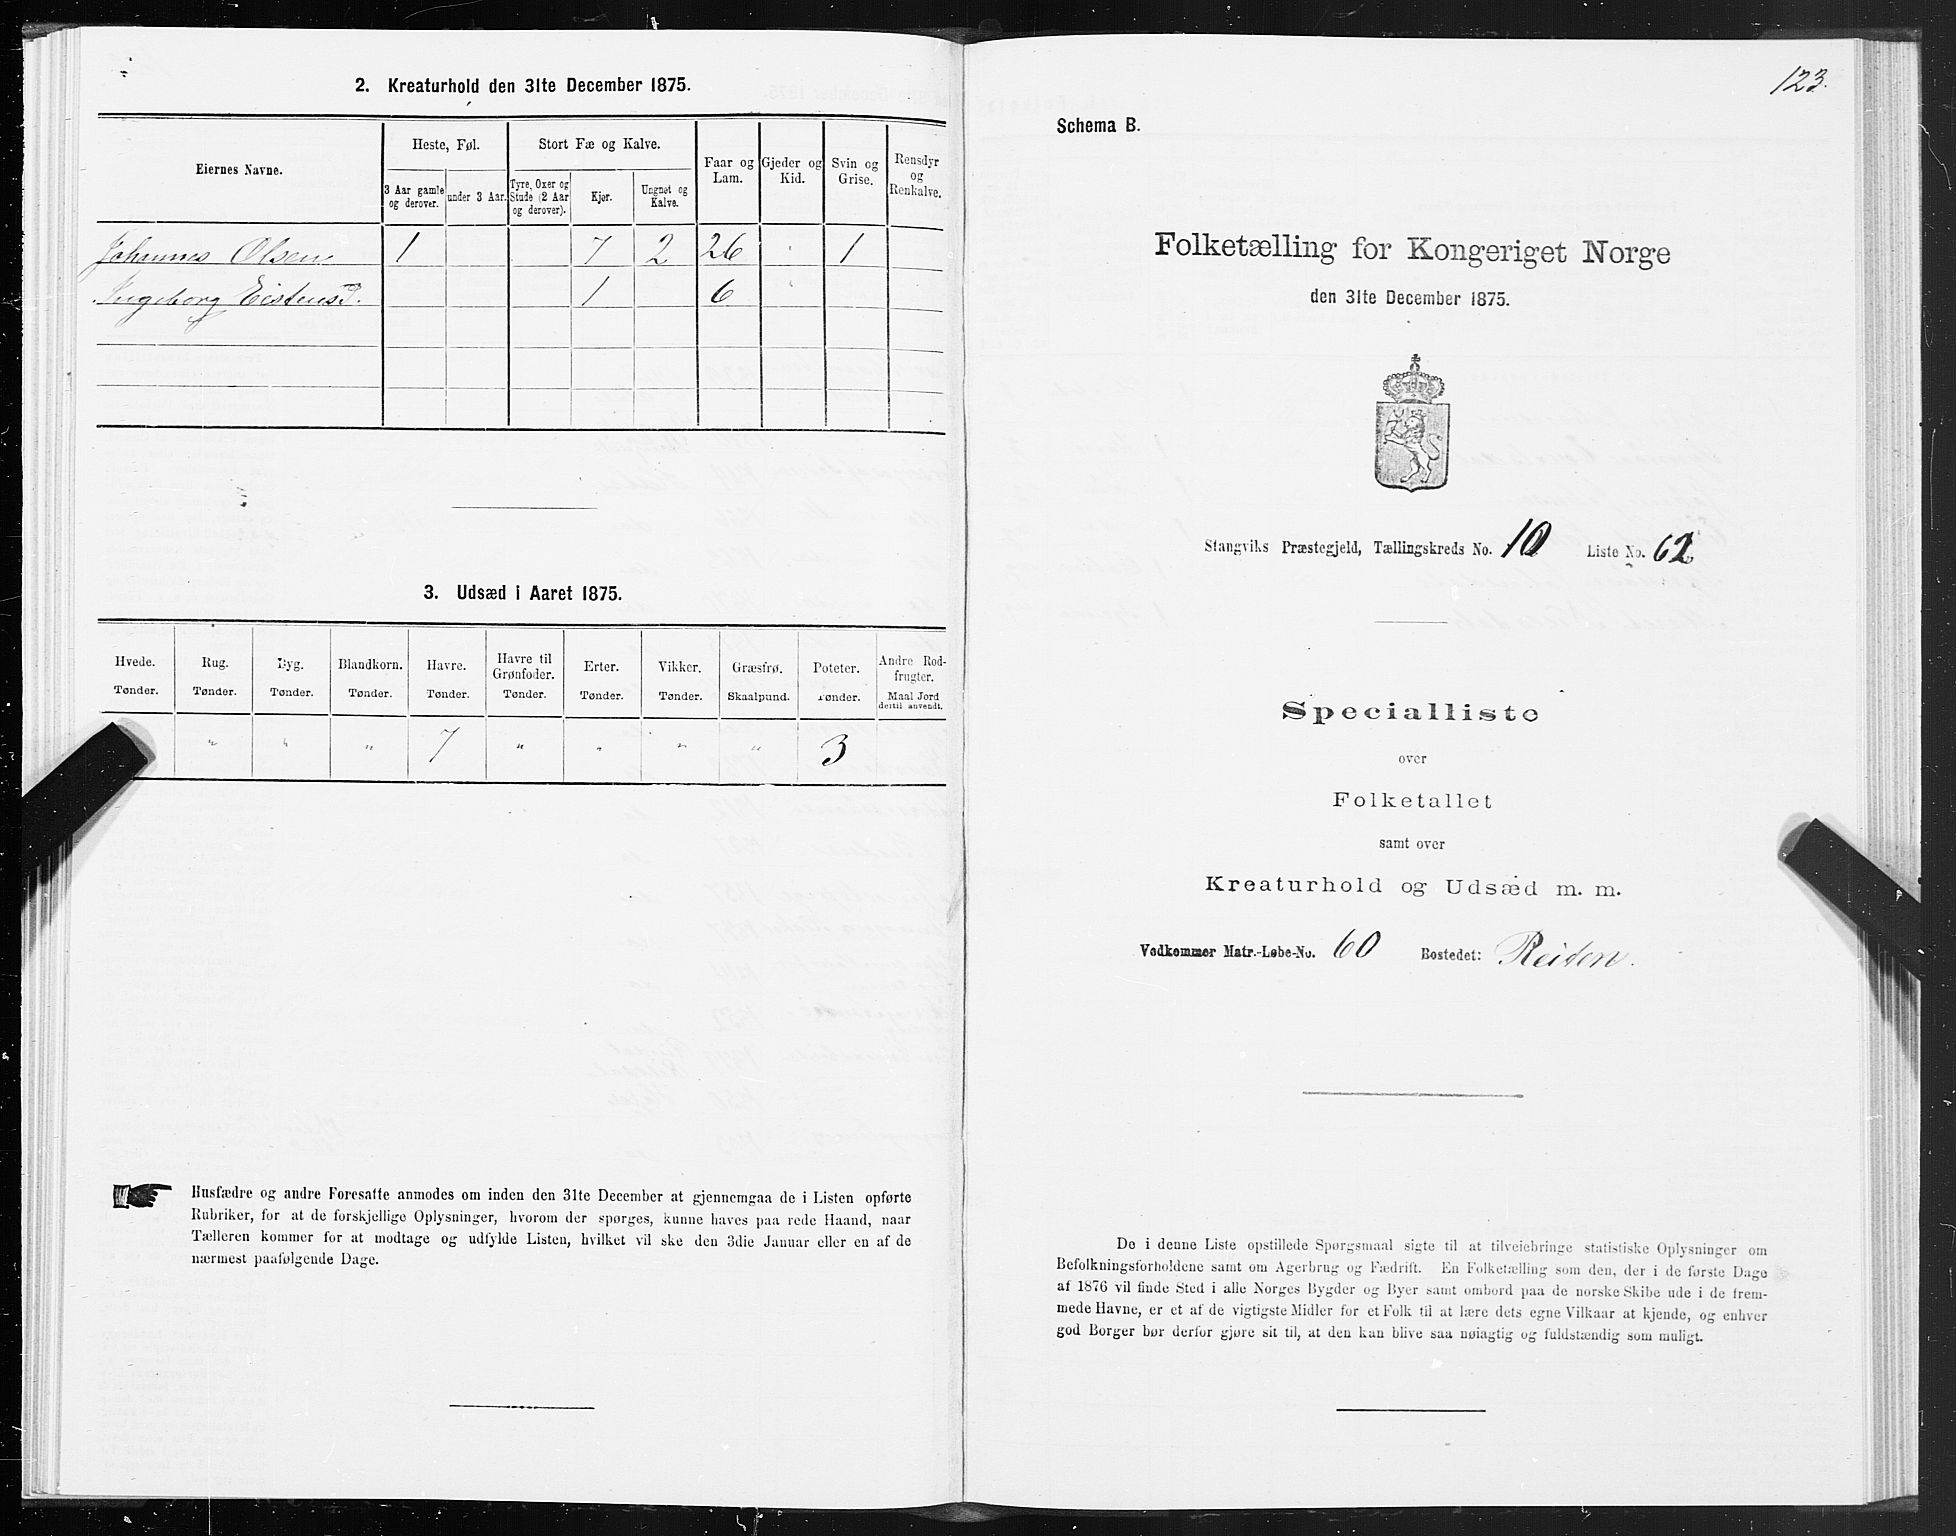 2. Kreaturhold den 31te December 1875.
Eiernes Navne.
Heste, Føl.
Stort Fæ og Kalve.
Faar og Lam.
Gjeder og Kid.
Svin og Grise.
Rensdyr og Renkalve.
3 Aar gamle og derover.
under 3 Aar.
Tyre, Oxer og Stude (2 Aar og derover).
Kjør.
Ungnøt og Kalve.
Johannes Olsen 1 7 2 26 1
Ingeborg Eistensd. 1 6
3. Udsæd i Aaret 1875.
Hvede. Rug. Byg. Blandkorn. Havre. Havre til Grønfoder. Erter. Vikker. Græsfrø. Poteter. Andre Rodfrugter.
Tønder. Tønder. Tønder. Tønder. Tønder. Tønder. Tønder. Tønder. Skaalpund. Tønder. Maal Jord dertil anvendt.
" " " 7 " " " " 3
Husfædre og andre Foresatte anmodes om inden den 31te December at gjennemgaa de i Listen opførte
Rubriker, for at de forskjellige Oplysninger, hvorom der spørges, kunne haves paa rede Haand, naar
Tælleren kommer for at modtage og udfylde Listen, hvilket vil ske den 3die Januar eller en af de
nærmest paafølgende Dage.
123.
Schema B.
Folketælling for Kongeriget Norge
den 31te December 1875.
Stangviks Præstegjeld, Tællingskreds No. 10 Liste No. 62
Specialliste
over
Folketallet
samt over
Kreaturhold og Udsæd m. m.
Vedkommer Matr.-Løbe-No. 60 Bostedet: Reiten.
De i denne Liste opstillede Spørgsmaal sigte til at tilveiebringe statistiske Oplysninger om
Befolkningsforholdene samt om Agerbrug og Fædrift. En Folketælling som den, der i de første Dage
af 1876 vil finde Sted i alle Norges Bygder og Byer samt ombord paa de norske Skibe ude i de frem-
mede Havne, er et af de vigtigste Midler for et Folk til at lære dets egne Vilkaar at kjende, og enhver
god Borger bør derfor gjøre sit til, at den kan blive saa nøiagtig og fuldstændig som muligt.